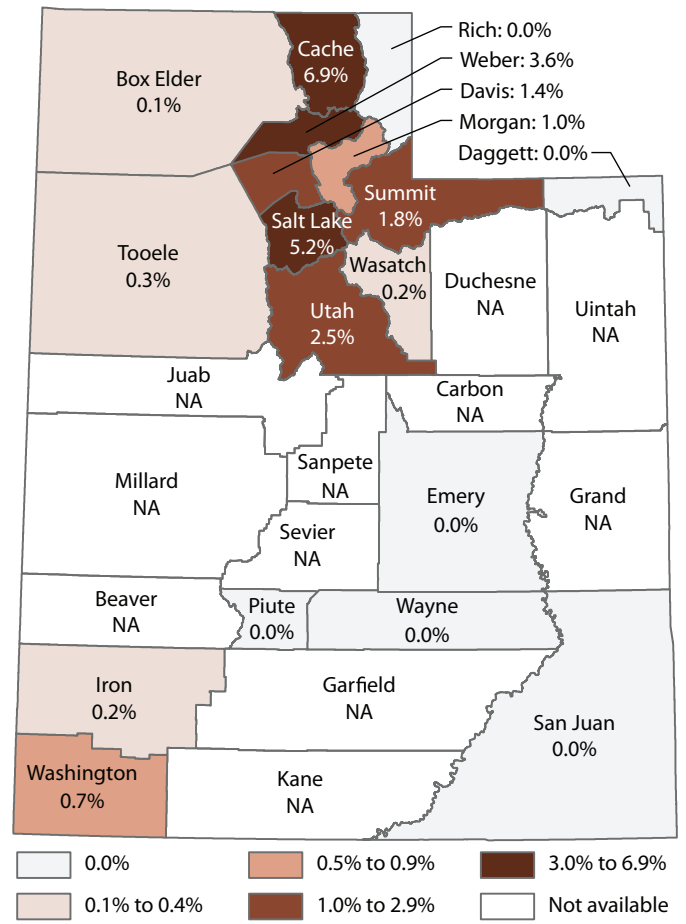 Rich: 0.0%
Weber: 3.6%
Davis: 1.4%
Morgan: 1.0%
Daggett: 0.0%
Cache
6.9%
Box Elder
0.1%
Summit
1.8%
Salt Lake
5.2%
Tooele
0.3%
Wasatch
0.2%
Duchesne
NA
Uintah
NA
Utah
2.5%
Juab
NA
Carbon
NA
Sanpete
NA
Millard
NA
Emery
0.0%
Grand
NA
Sevier
NA
Beaver
NA
Piute
0.0%
Wayne
0.0%
Iron
0.2%
Garfield
NA
San Juan
0.0%
Washington
0.7%
Kane
NA
0.0%
0.5% to 0.9%
3.0% to 6.9%
0.1% to 0.4%
1.0% to 2.9%
Not available